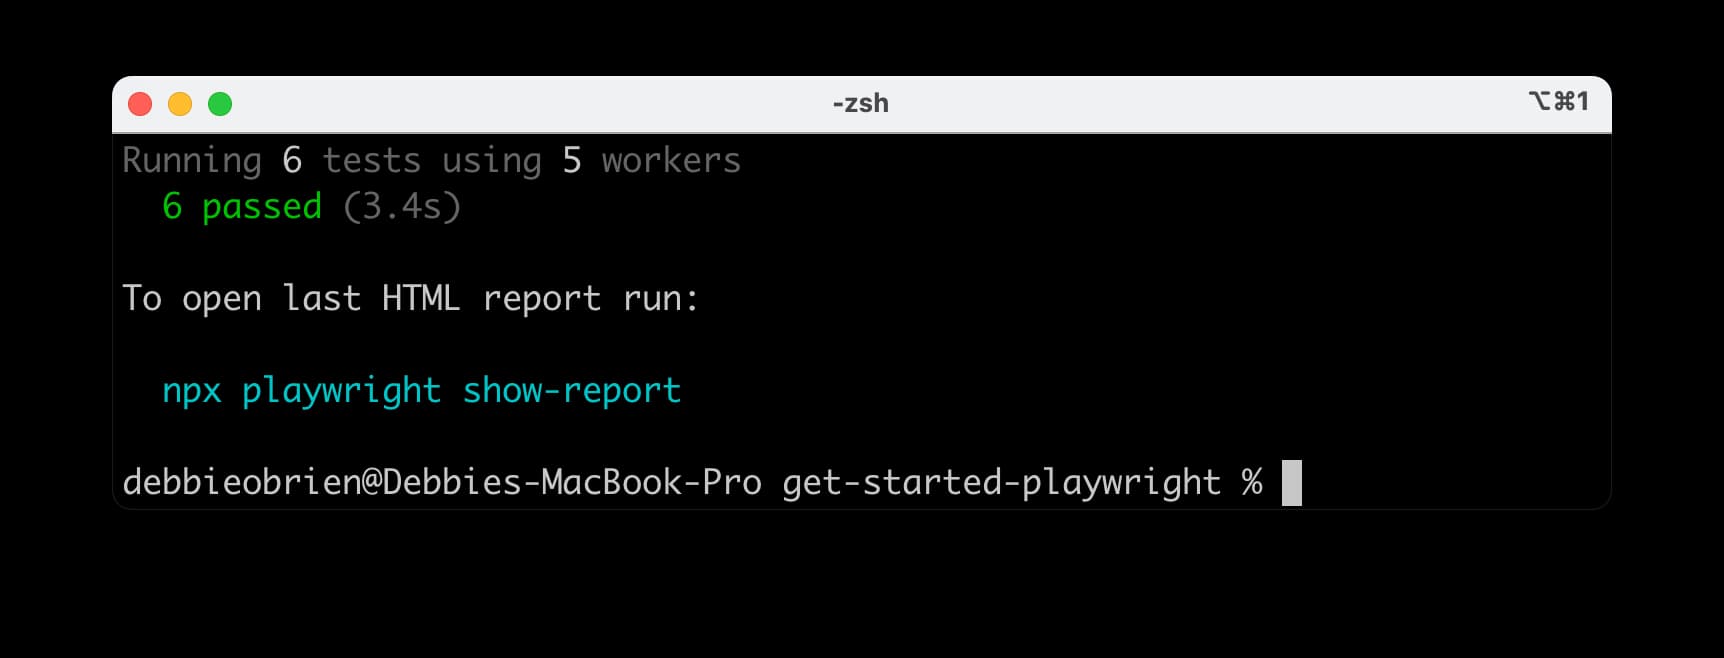 -zsh
⌥⌘1
Running 6 tests using 5 workers
6 passed (3.4s)
To open last HTML report run:
npx playwright show-report
debbieobrien@Debbies-MacBook-Pro get-started-playwright %